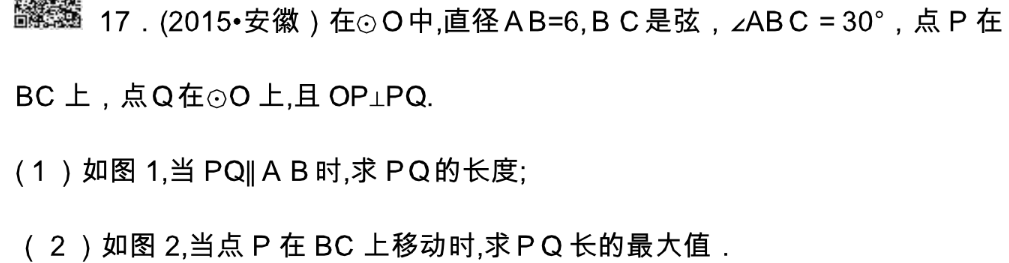 17．(2015•安徽）在⊙O中,直径AB=6,BC是弦，∠ABC=30°，点P在
BC上，点Q在⊙O上,且OP⊥PQ.
(1）如图1,当PQ∥AB时,求PQ的长度;
(2）如图2,当点P在BC上移动时,求PQ长的最大值．